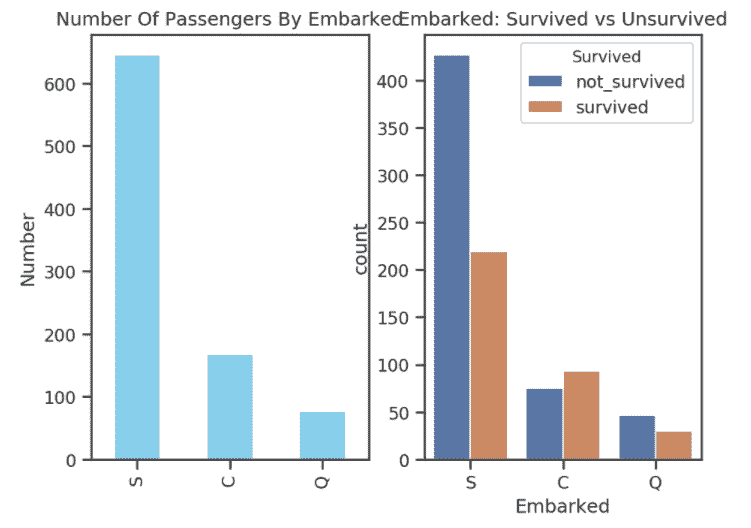 Number Of Passengers By Embarked
Number
600
500
400
300
200
100
0
S
C
Q
Embarked: Survived vs Unsurvived
Survived
not_survived
survived
count
400
350
300
250
200
150
100
50
0
S
C
Q
Embarked